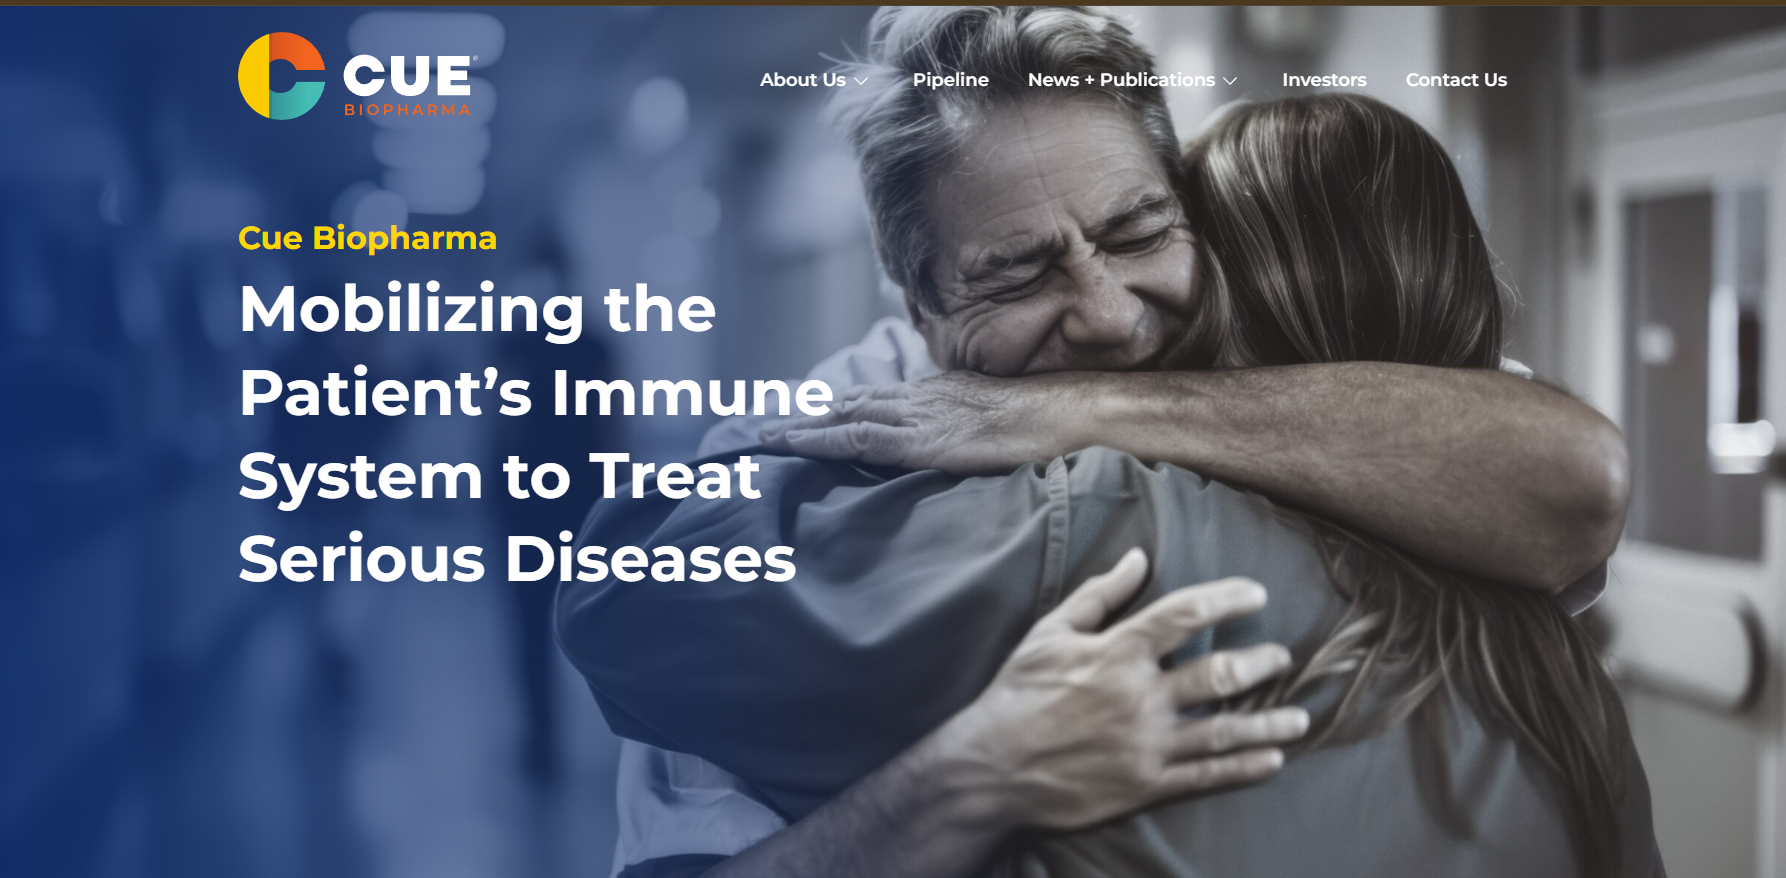 CUE
BIOPHARMA
About Us
Pipeline
News + Publications
Investors
Contact Us
Cue Biopharma
Mobilizing the
Patient’s Immune
System to Treat
Serious Diseases